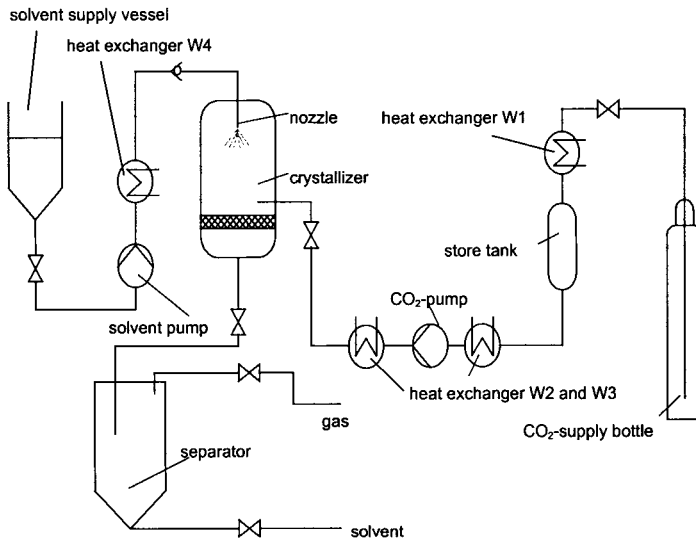 solvent supply vessel
heat exchanger W4
nozzle
heat exchanger W1
crystallizer
store tank
CO₂-pump
solvent pump
heat exchanger W2 and W3
gas
CO₂-supply bottle
separator
solvent